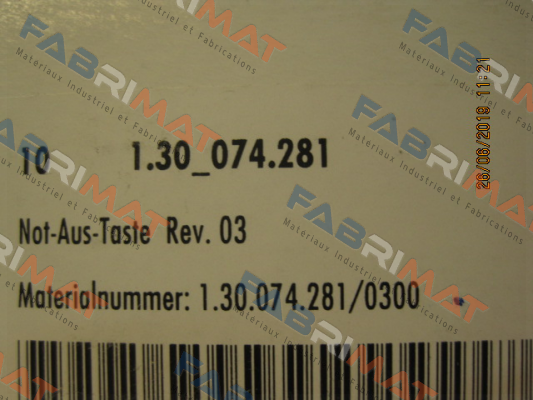 10 1.30_074.281
Not-Aus-Taste Rev. 03
Materialnummer: 1.30.074.281/0300
26/06/2019 11:21
FABRIMAT
Materiaux Industriel et Fabrications